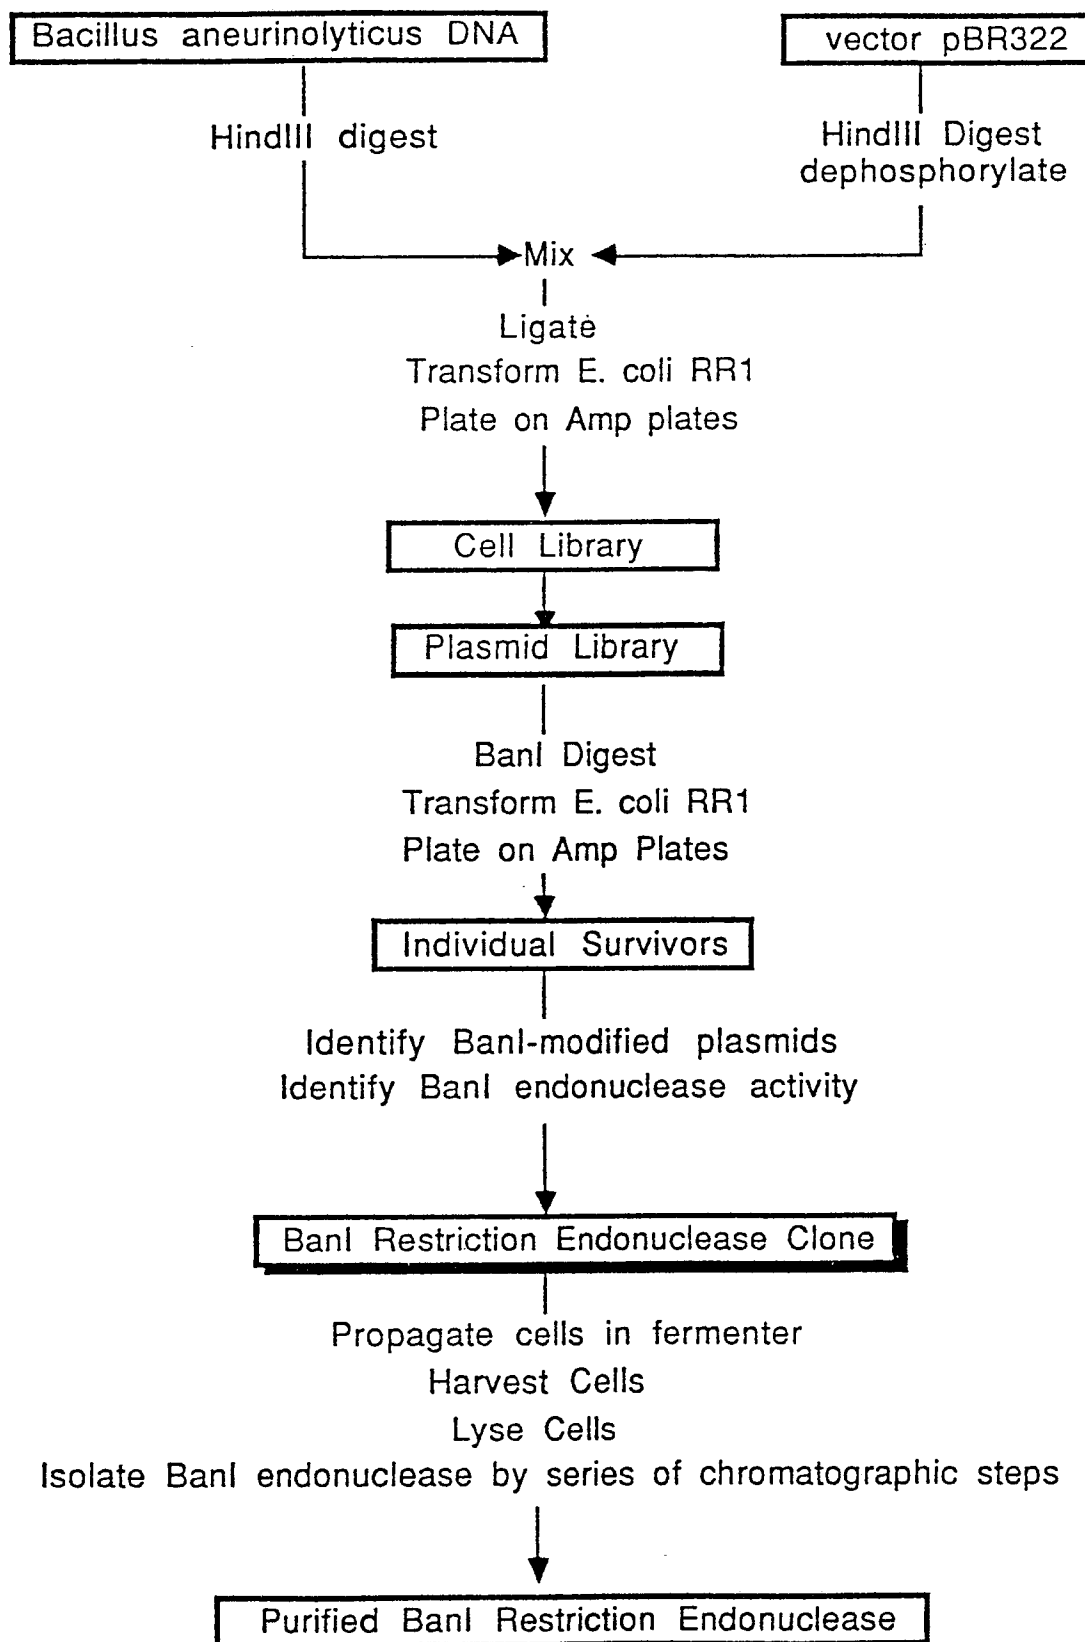 Bacillus aneurinolyticus DNA
vector pBR322
HindIII digest
HindIII Digest
dephosphorylate
Mix
Ligate
Transform E. coli RR1
Plate on Amp plates
Cell Library
Plasmid Library
BanI Digest
Transform E. coli RR1
Plate on Amp Plates
Individual Survivors
Identify BanI-modified plasmids
Identify BanI endonuclease activity
BanI Restriction Endonuclease Clone
Propagate cells in fermenter
Harvest Cells
Lyse Cells
Isolate BanI endonuclease by series of chromatographic steps
Purified BanI Restriction Endonuclease